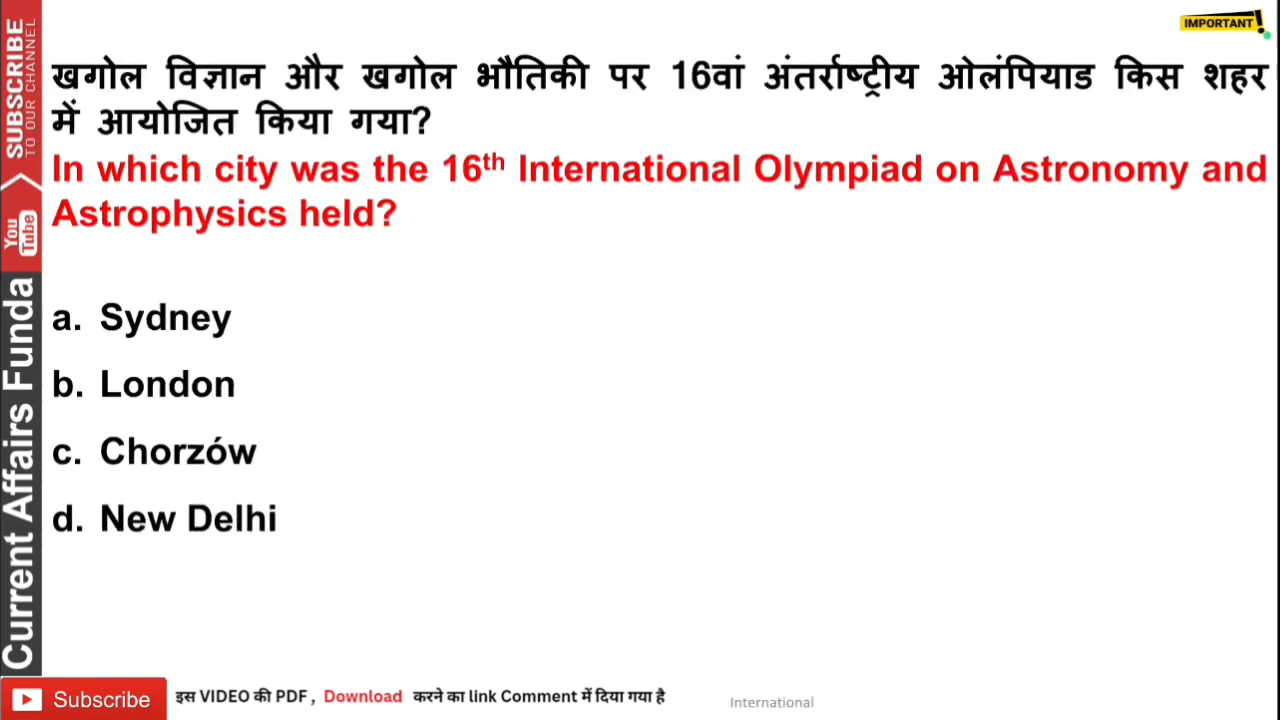 IMPORTANT
खगोल विज्ञान और खगोल भौतिकी पर 16वां अंतर्राष्ट्रीय ओलंपियाड किस शहर
में आयोजित किया गया?
In which city was the 16th International Olympiad on Astronomy and
Astrophysics held?
a. Sydney
b. London
c. Chorzów
d. New Delhi
SUBSCRIBE
TO OUR CHANNEL
YouTube
Current Affairs Funda
Subscribe
इस VIDEO की PDF , Download करने का link Comment में दिया गया है
International